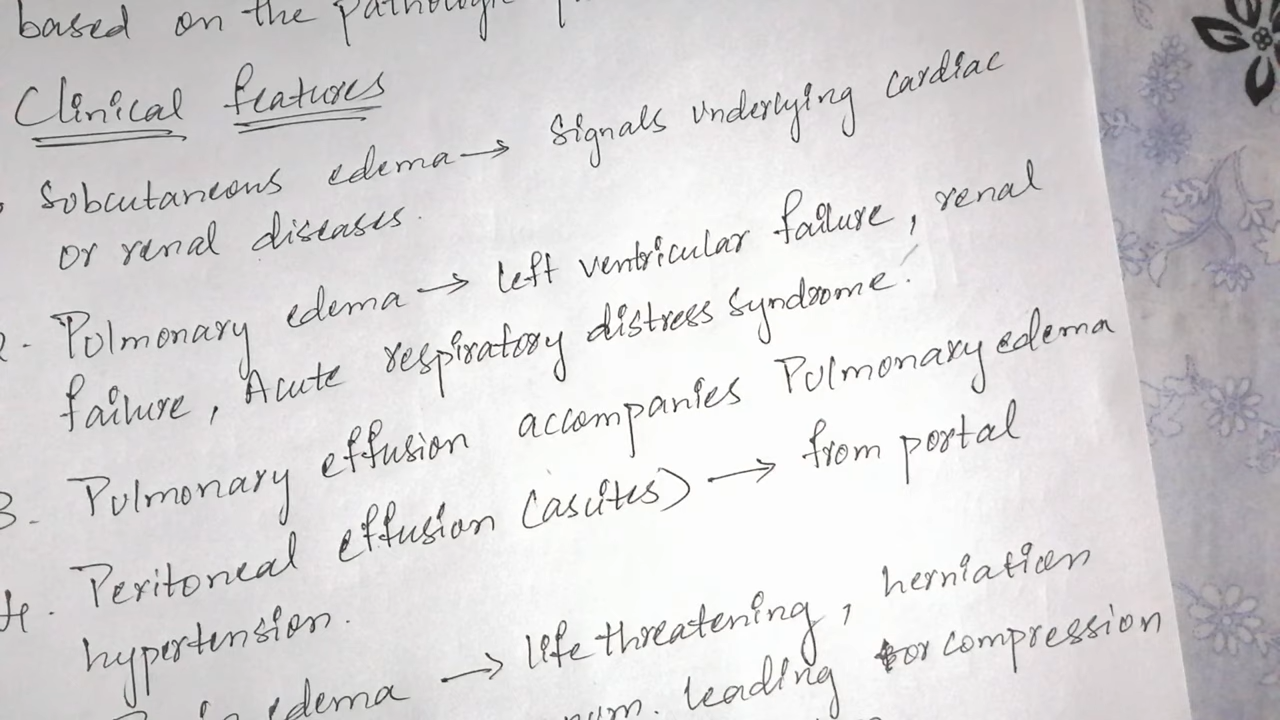 based on the pathologic
Clinical features
Subcutaneous edema → Signals underlying cardiac
or renal diseases.
2. Pulmonary edema → left ventricular failure, renal
failure, Acute respiratory distress syndrome.
3. Pulmonary effusion accompanies Pulmonary edema
4. Peritoneal effusion (ascites) → from portal
hypertension.
edema → life threatening, herniation
leading or compression